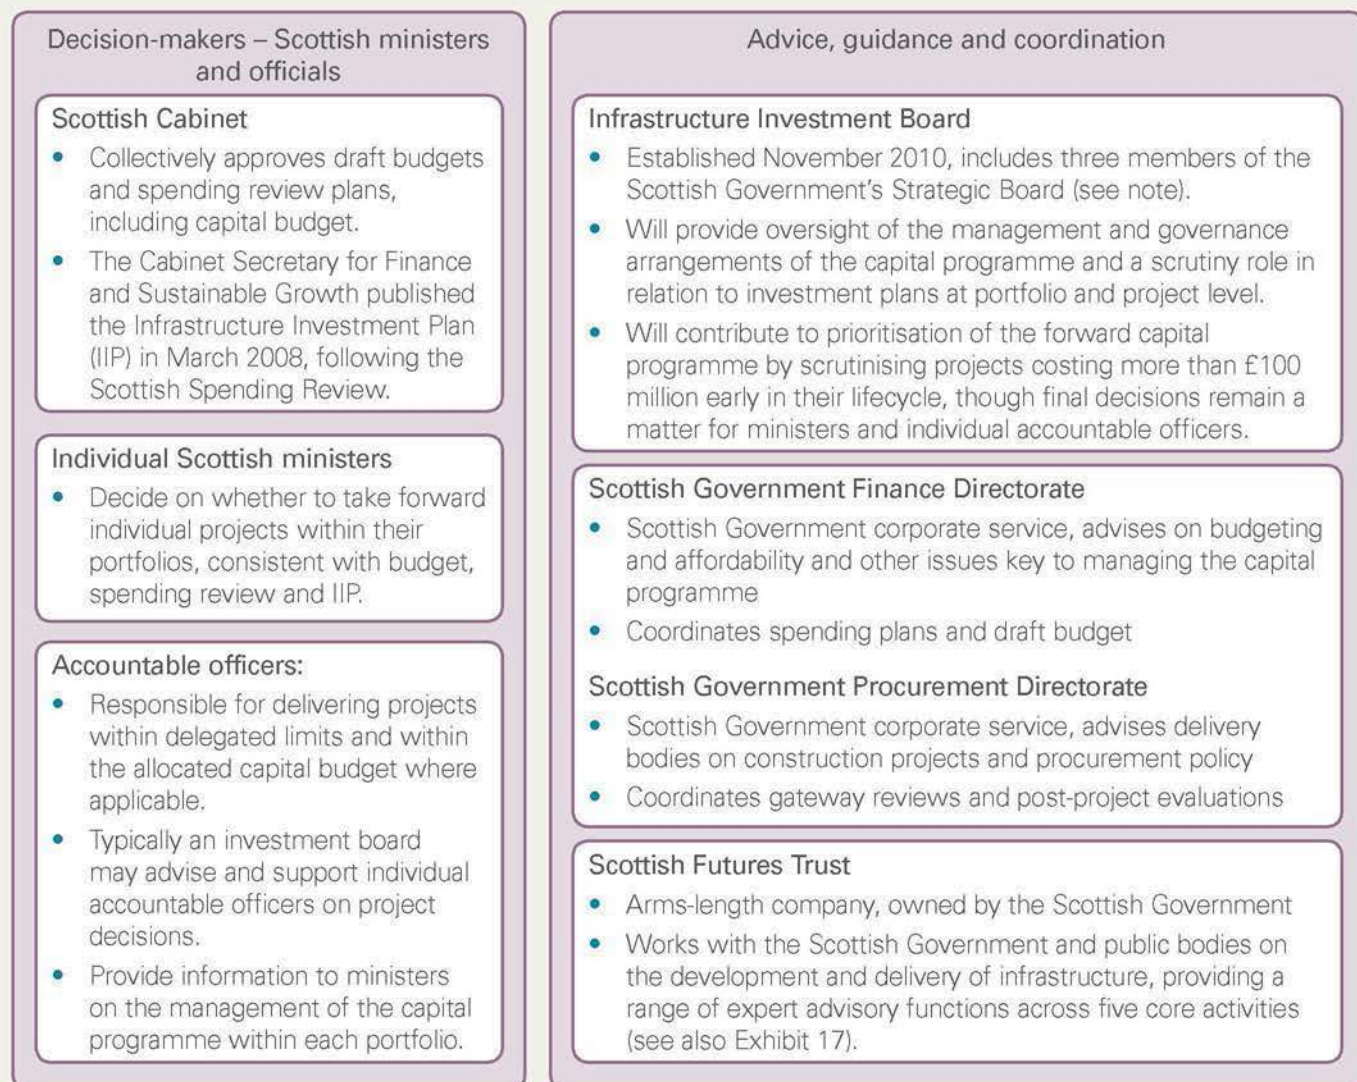 Decision-makers – Scottish ministers
and officials
Scottish Cabinet
• Collectively approves draft budgets
and spending review plans,
including capital budget.
• The Cabinet Secretary for Finance
and Sustainable Growth published
the Infrastructure Investment Plan
(IIP) in March 2008, following the
Scottish Spending Review.
Individual Scottish ministers
• Decide on whether to take forward
individual projects within their
portfolios, consistent with budget,
spending review and IIP.
Accountable officers:
• Responsible for delivering projects
within delegated limits and within
the allocated capital budget where
applicable.
• Typically an investment board
may advise and support individual
accountable officers on project
decisions.
• Provide information to ministers
on the management of the capital
programme within each portfolio.
Advice, guidance and coordination
Infrastructure Investment Board
• Established November 2010, includes three members of the
Scottish Government's Strategic Board (see note).
• Will provide oversight of the management and governance
arrangements of the capital programme and a scrutiny role in
relation to investment plans at portfolio and project level.
• Will contribute to prioritisation of the forward capital
programme by scrutinising projects costing more than £100
million early in their lifecycle, though final decisions remain a
matter for ministers and individual accountable officers.
Scottish Government Finance Directorate
• Scottish Government corporate service, advises on budgeting
and affordability and other issues key to managing the capital
programme
• Coordinates spending plans and draft budget
Scottish Government Procurement Directorate
• Scottish Government corporate service, advises delivery
bodies on construction projects and procurement policy
• Coordinates gateway reviews and post-project evaluations
Scottish Futures Trust
• Arms-length company, owned by the Scottish Government
• Works with the Scottish Government and public bodies on
the development and delivery of infrastructure, providing a
range of expert advisory functions across five core activities
(see also Exhibit 17).